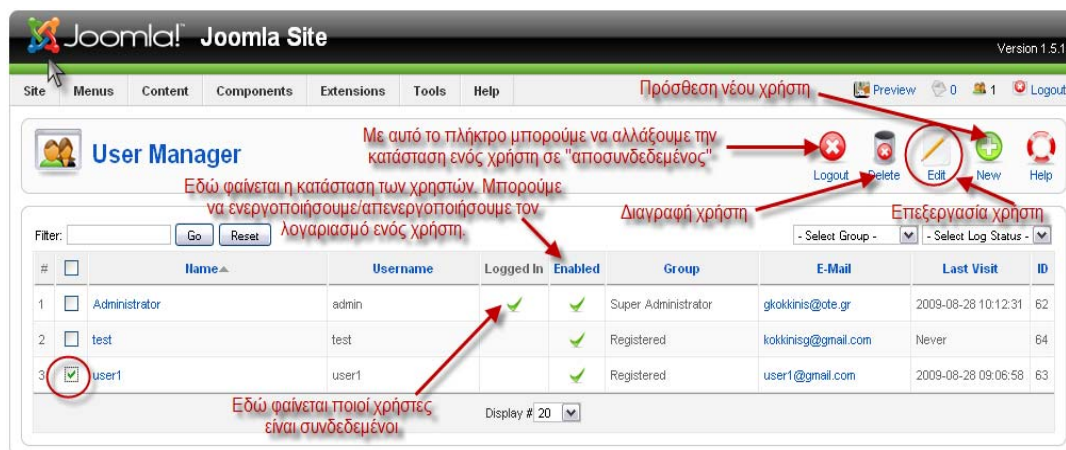 Joomla! Joomla Site
Version 1.5.1
Site Menus Content Components Extensions Tools Help
Πρόσθεση νέου χρήστη
Preview 0 1 Logout
User Manager
Με αυτό το πλήκτρο μπορούμε να αλλάξουμε την
κατάσταση ενός χρήστη σε "αποσυνδεδεμένος"
Logout Delete Edit New Help
Εδώ φαίνεται η κατάσταση των χρηστών. Μπορούμε
να ενεργοποιήσουμε/απενεργοποιήσουμε τον
λογαριασμό ενός χρήστη.
Διαγραφή χρήστη
Επεξεργασία χρήστη
Filter: Go Reset - Select Group - - Select Log Status -
# Name Username Logged In Enabled Group E-Mail Last Visit ID
1 Administrator admin Super Administrator gkokkinis@ote.gr 2009-08-28 10:12:31 62
2 test test Registered kokkinisg@gmail.com Never 64
3 user1 user1 Registered user1@gmail.com 2009-08-28 09:06:58 63
Εδώ φαίνεται ποιοί χρήστες
είναι συνδεδεμένοι
Display # 20